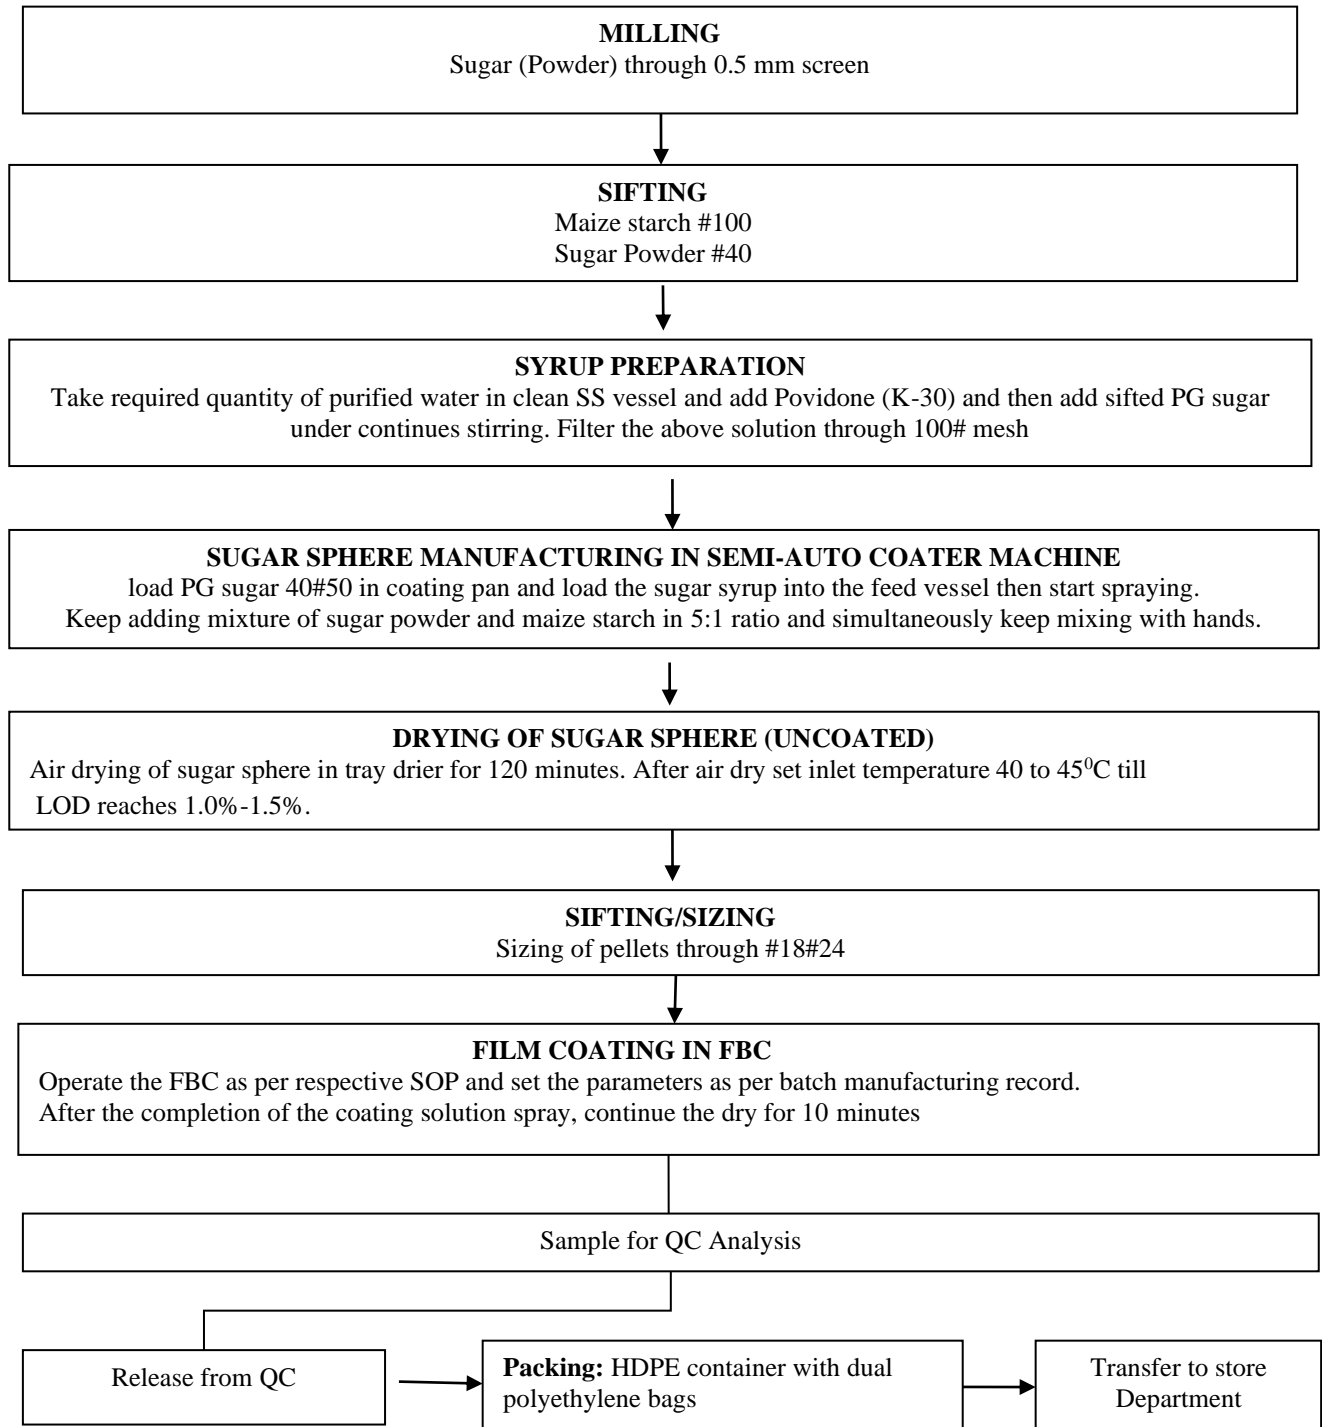 MILLING
Sugar (Powder) through 0.5 mm screen
SIFTING
Maize starch #100
Sugar Powder #40
SYRUP PREPARATION
Take required quantity of purified water in clean SS vessel and add Povidone (K-30) and then add sifted PG sugar
under continues stirring. Filter the above solution through 100# mesh
SUGAR SPHERE MANUFACTURING IN SEMI-AUTO COATER MACHINE
load PG sugar 40#50 in coating pan and load the sugar syrup into the feed vessel then start spraying.
Keep adding mixture of sugar powder and maize starch in 5:1 ratio and simultaneously keep mixing with hands.
DRYING OF SUGAR SPHERE (UNCOATED)
Air drying of sugar sphere in tray drier for 120 minutes. After air dry set inlet temperature 40 to 45⁰C till
LOD reaches 1.0%-1.5%.
SIFTING/SIZING
Sizing of pellets through #18#24
FILM COATING IN FBC
Operate the FBC as per respective SOP and set the parameters as per batch manufacturing record.
After the completion of the coating solution spray, continue the dry for 10 minutes
Sample for QC Analysis
Release from QC
Packing: HDPE container with dual
polyethylene bags
Transfer to store
Department